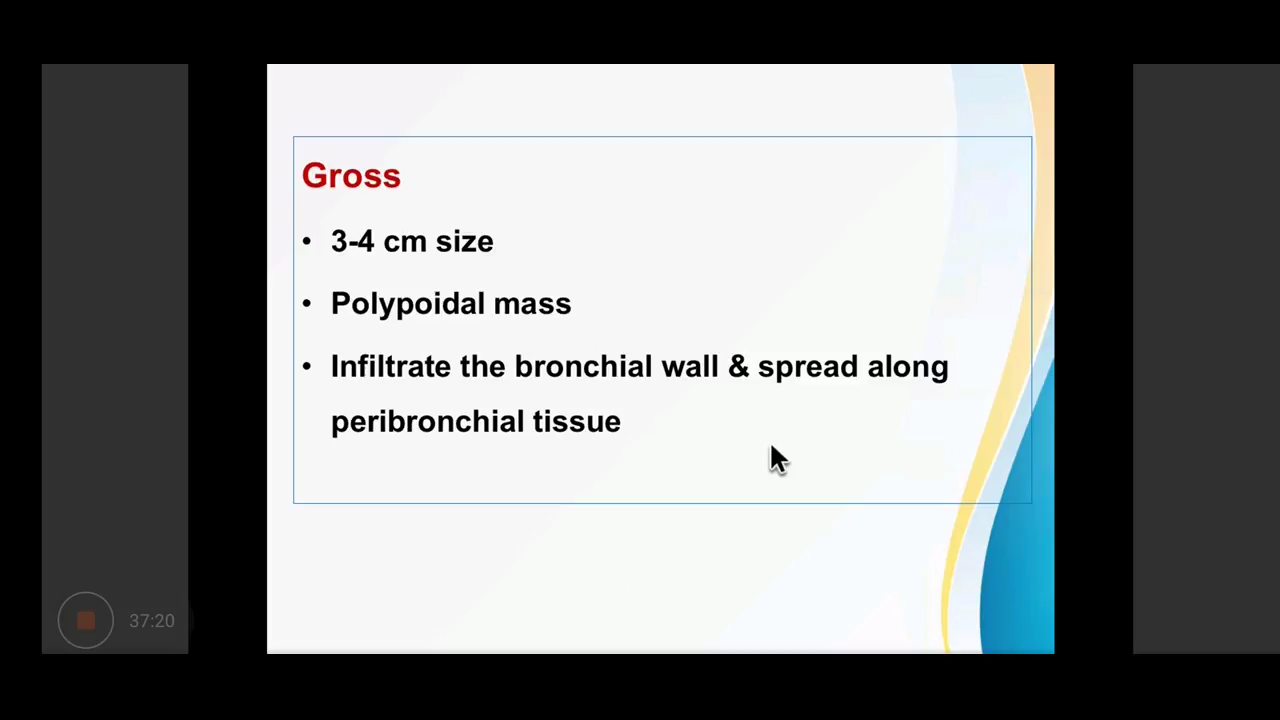 Gross
• 3-4 cm size
• Polypoidal mass
• Infiltrate the bronchial wall & spread along
peribronchial tissue
37:20